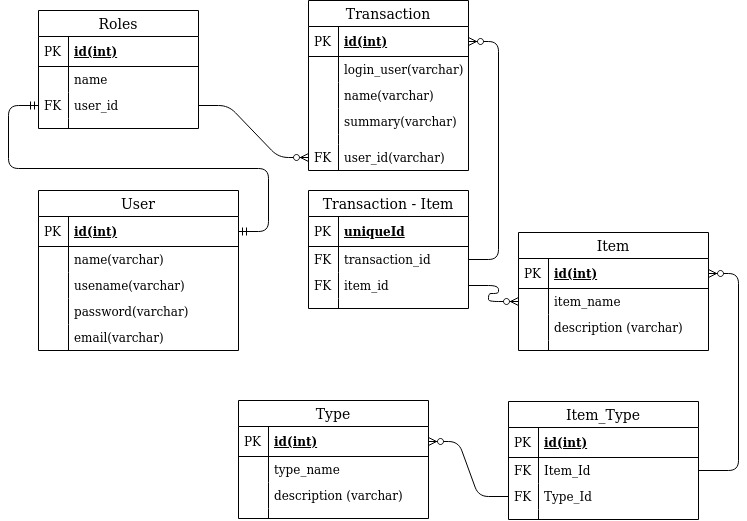 Roles
PK id(int)
name
FK user_id
Transaction
PK id(int)
login_user(varchar)
name(varchar)
summary(varchar)
FK user_id(varchar)
User
PK id(int)
name(varchar)
usename(varchar)
password(varchar)
email(varchar)
Transaction - Item
PK uniqueId
FK transaction_id
FK item_id
Item
PK id(int)
item_name
description (varchar)
Type
PK id(int)
type_name
description (varchar)
Item_Type
PK id(int)
FK Item_Id
FK Type_Id